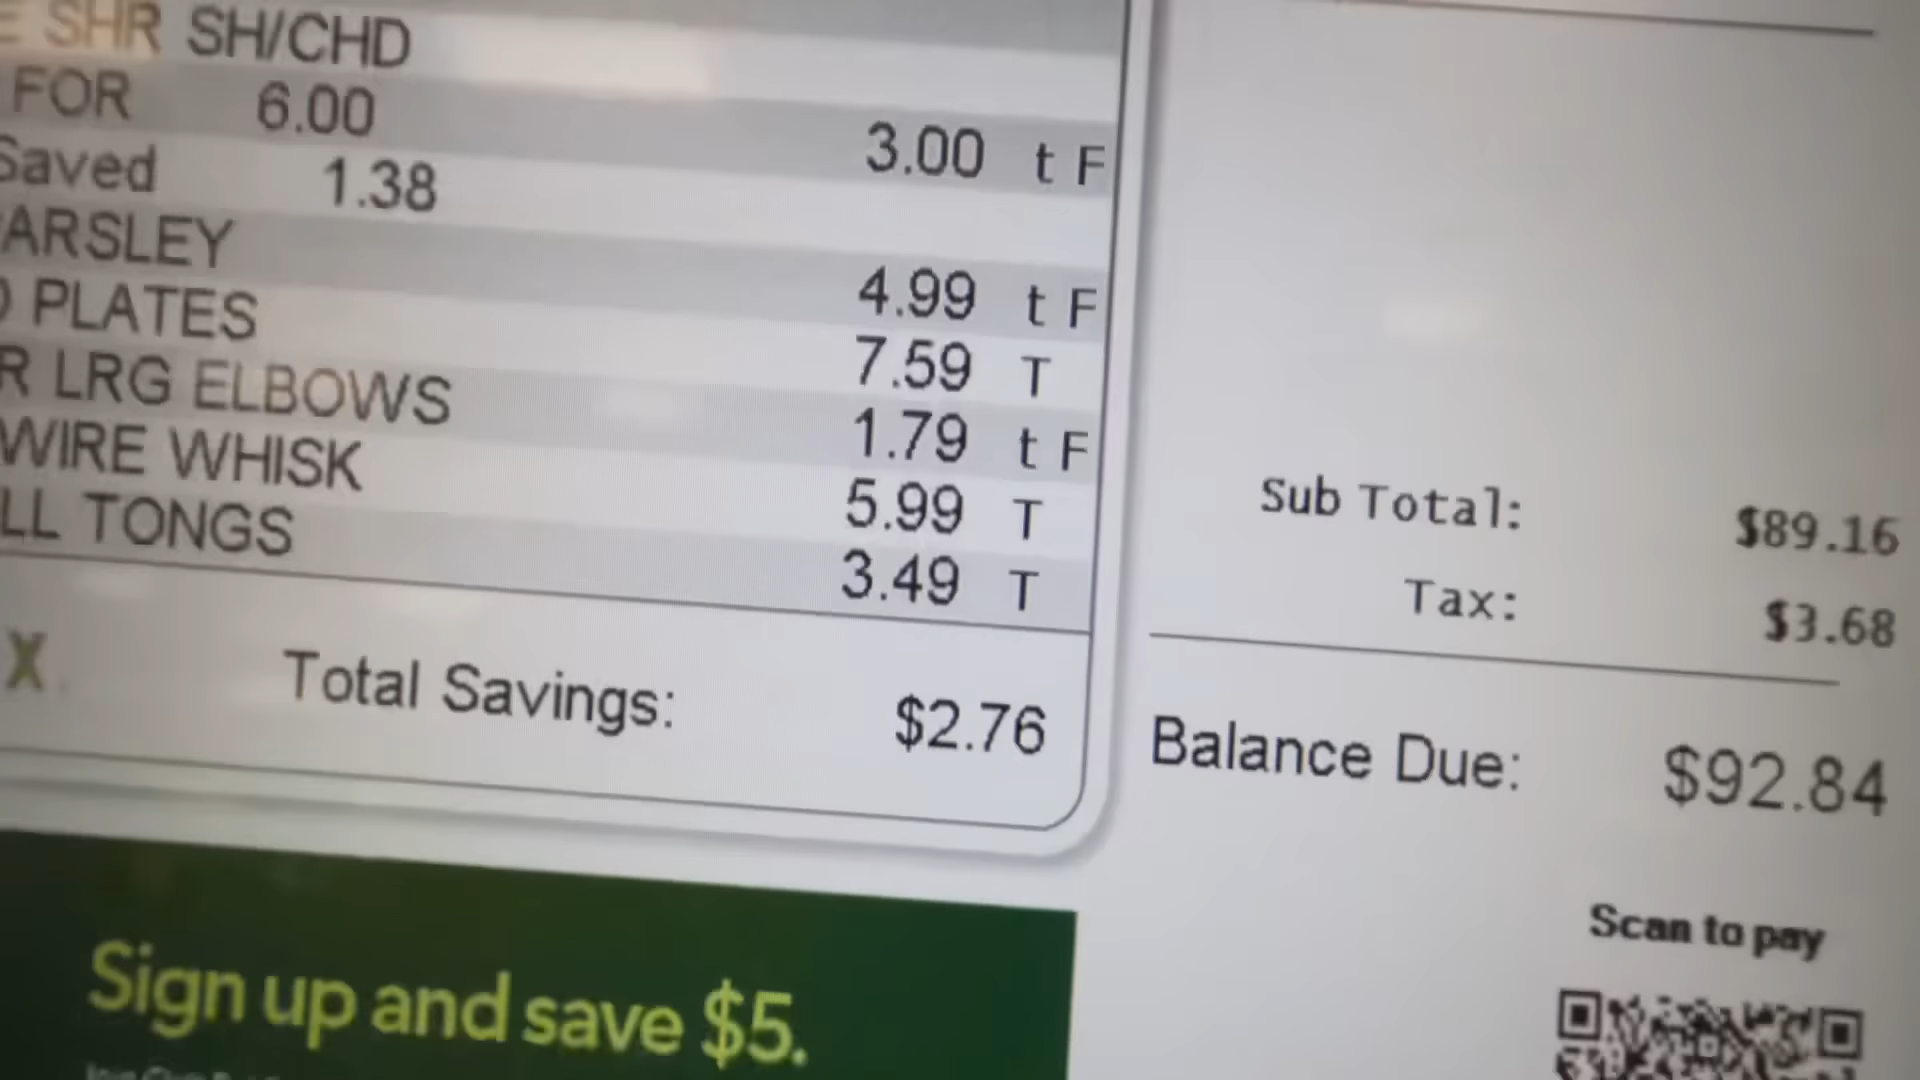 E SHR SH/CHD
FOR 6.00 3.00 t F
Saved 1.38
ARSLEY 4.99 t F
PLATES 7.59 T
R LRG ELBOWS 1.79 t F
WIRE WHISK 5.99 T
LL TONGS 3.49 T
X Total Savings: $2.76
Sub Total: $89.16
Tax: $3.68
Balance Due: $92.84
Scan to pay
Sign up and save $5.